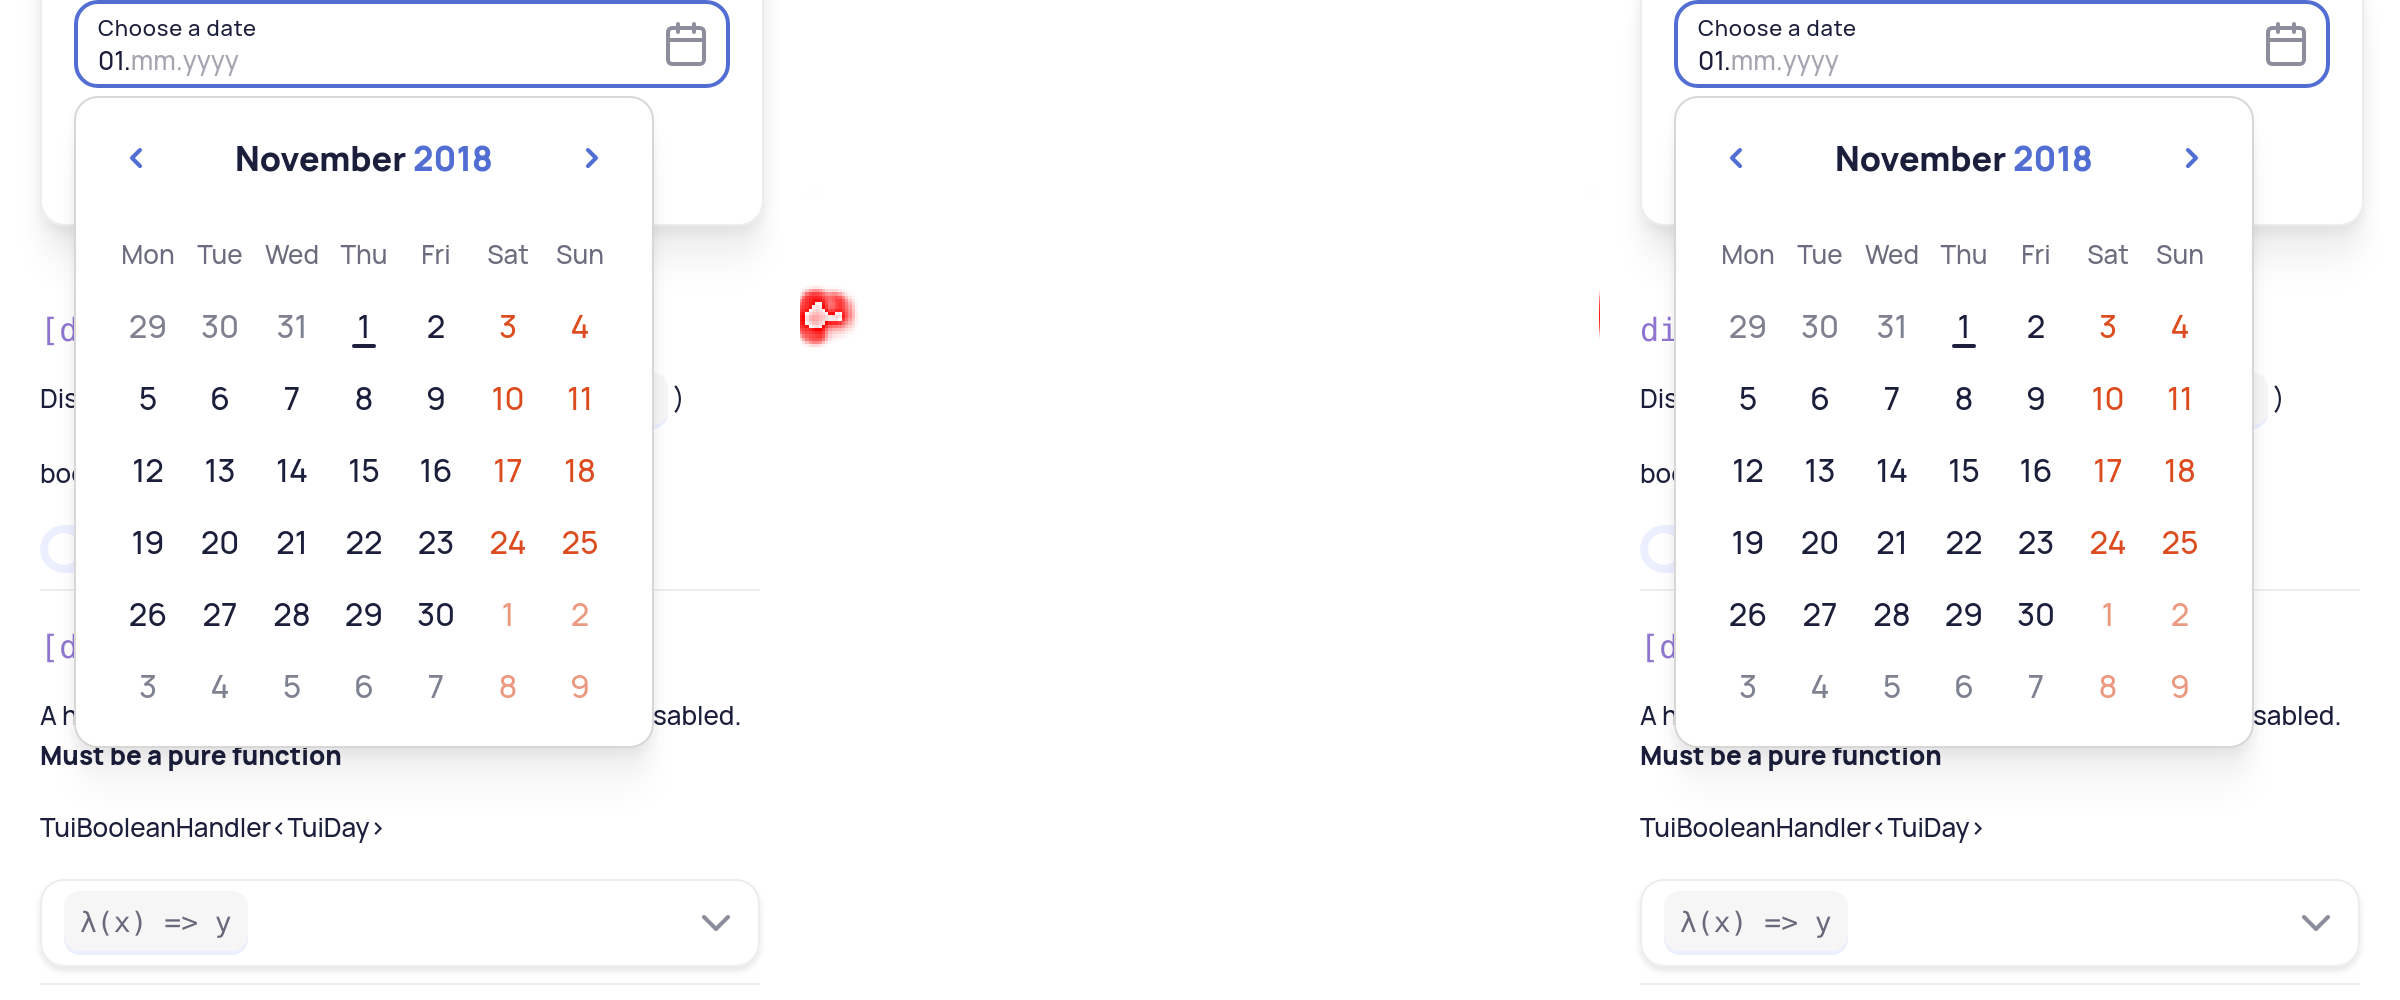 Choose a date
01.mm.yyyy
November 2018
Mon Tue Wed Thu Fri Sat Sun
29 30 31 1 2 3 4
5 6 7 8 9 10 11
12 13 14 15 16 17 18
19 20 21 22 23 24 25
26 27 28 29 30 1 2
3 4 5 6 7 8 9
[d
Dis )
boo
A h sabled.
Must be a pure function
TuiBooleanHandler<TuiDay>
[d
λ(x) => y
Choose a date
01.mm.yyyy
November 2018
Mon Tue Wed Thu Fri Sat Sun
29 30 31 1 2 3 4
5 6 7 8 9 10 11
12 13 14 15 16 17 18
19 20 21 22 23 24 25
26 27 28 29 30 1 2
3 4 5 6 7 8 9
di
Dis )
boo
[d
A h sabled.
Must be a pure function
TuiBooleanHandler<TuiDay>
λ(x) => y